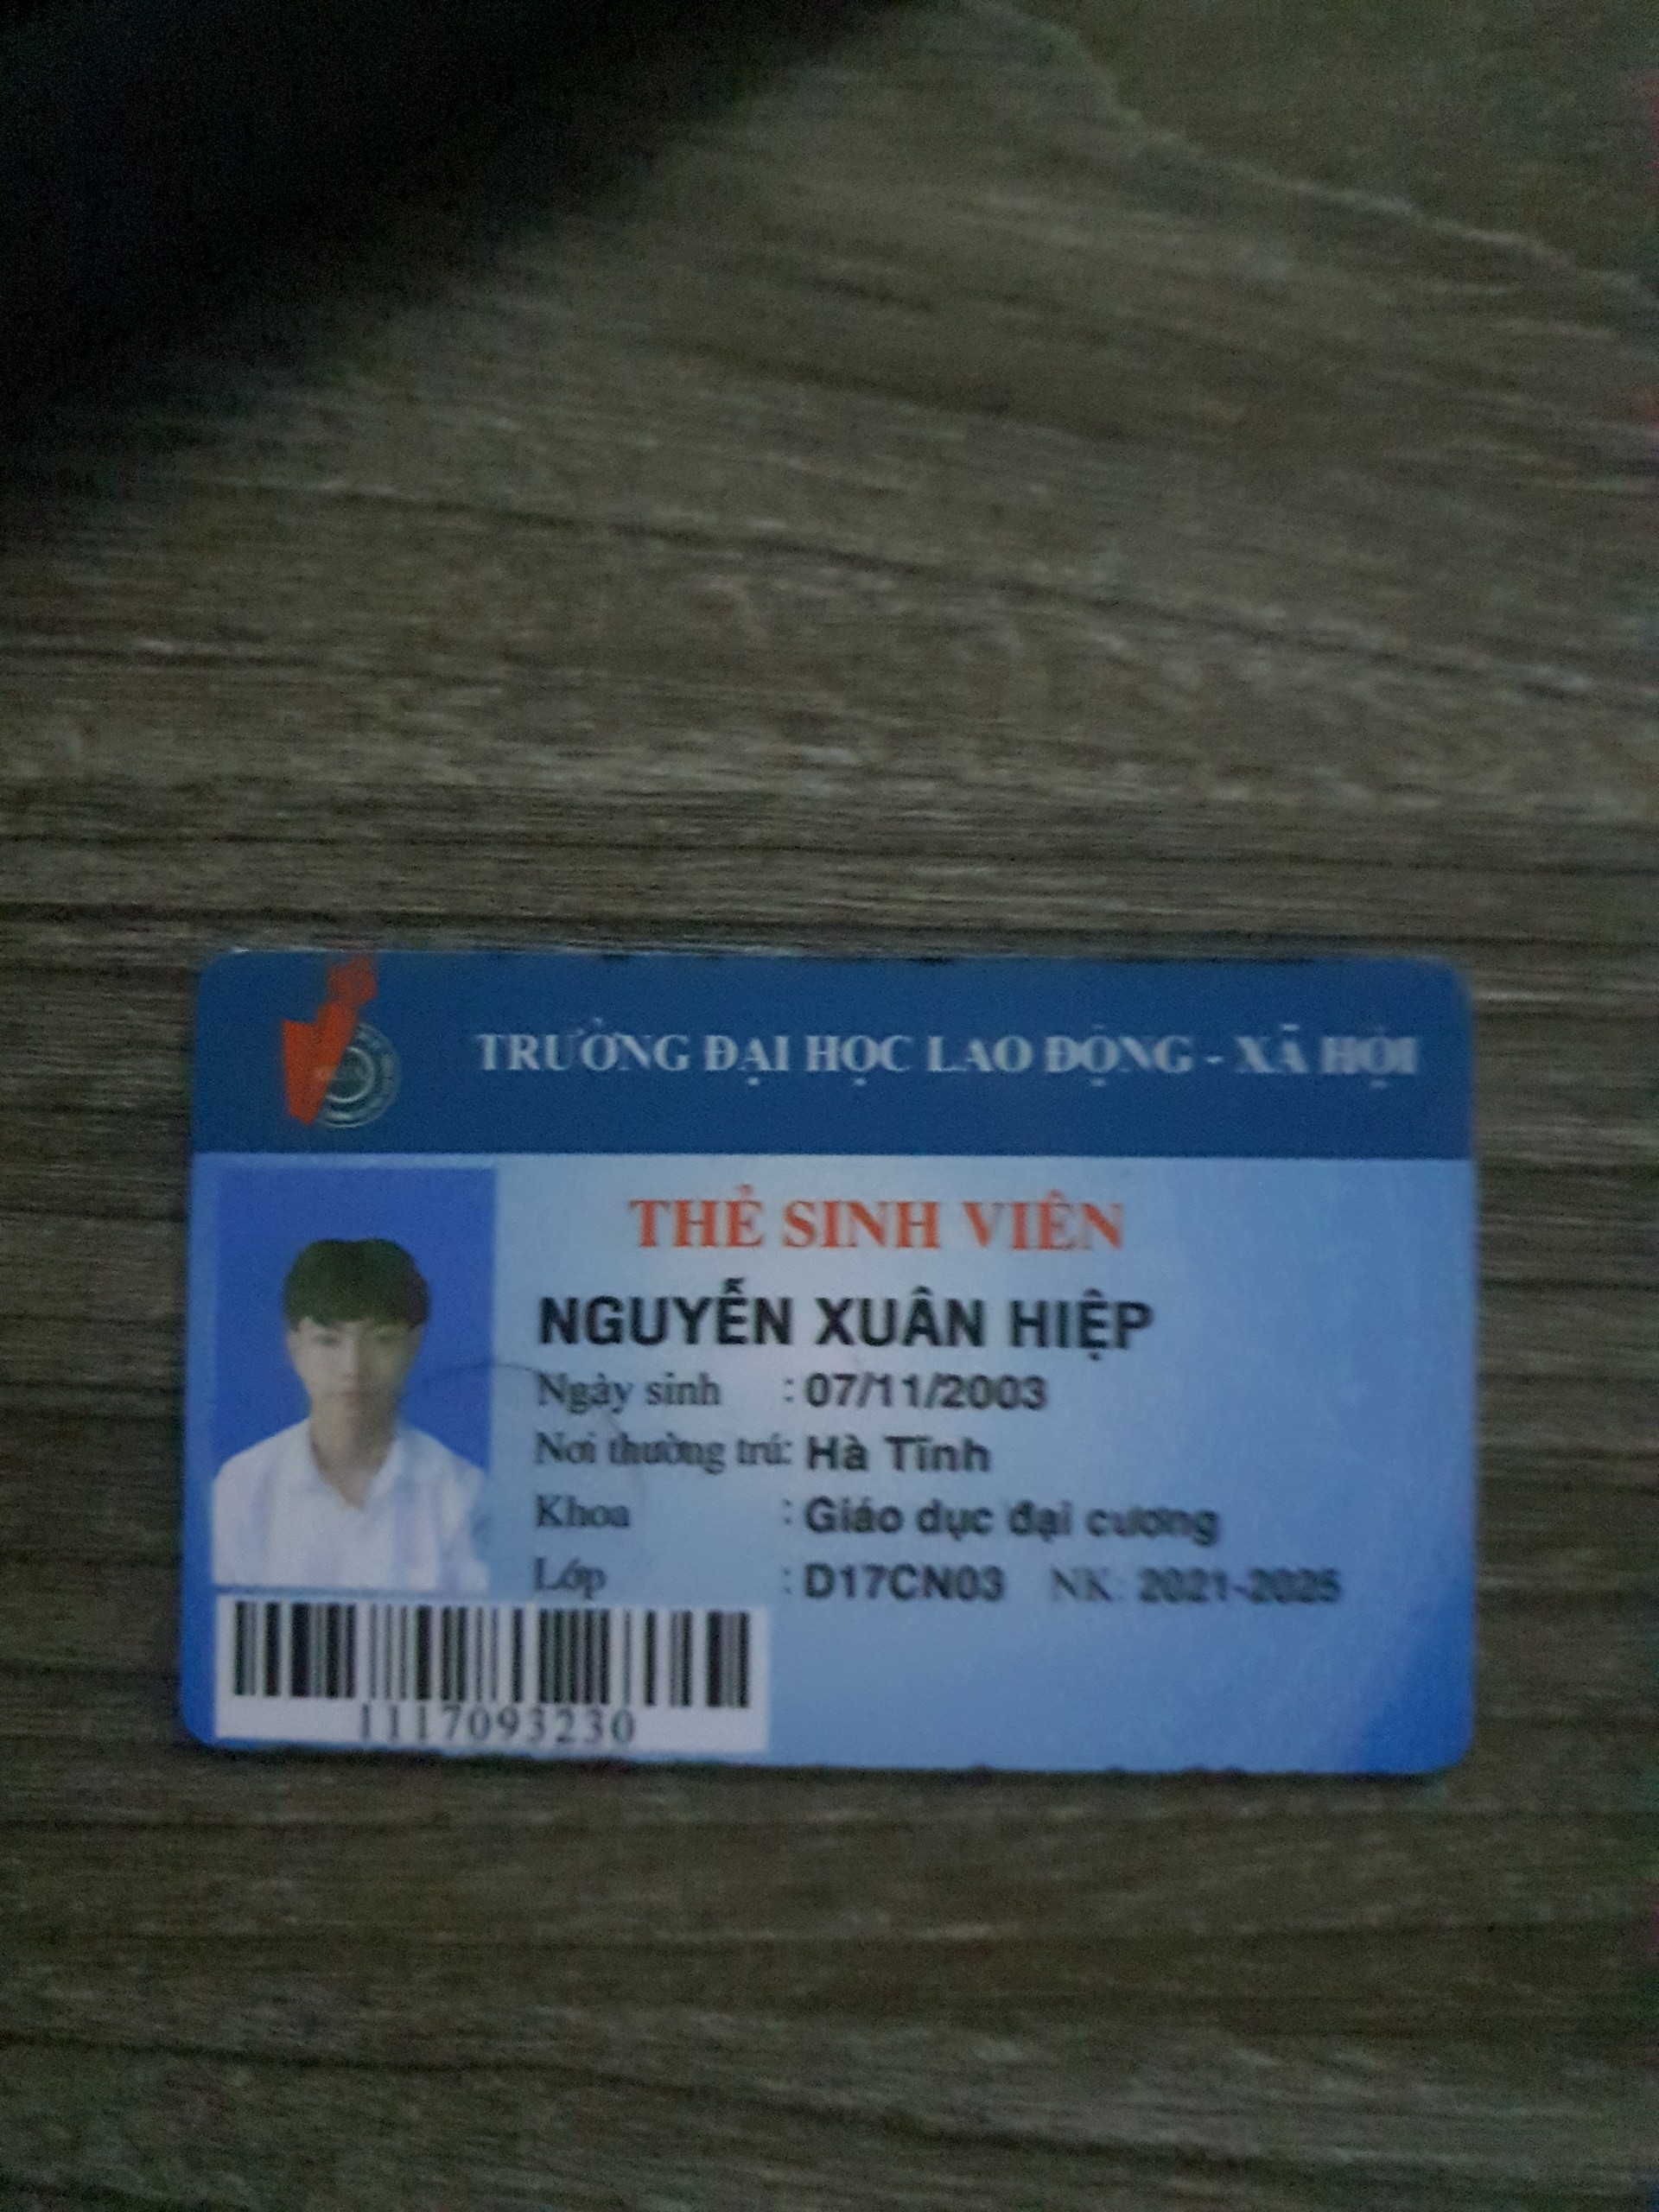 TRƯỜNG ĐẠI HỌC LAO ĐỘNG - XÃ HỘI
THẺ SINH VIÊN
NGUYỄN XUÂN HIỆP
Ngày sinh : 07/11/2003
Nơi thường trú: Hà Tĩnh
Khoa : Giáo dục đại cương
Lớp : D17CN03 NK: 2021-2025
1117093230